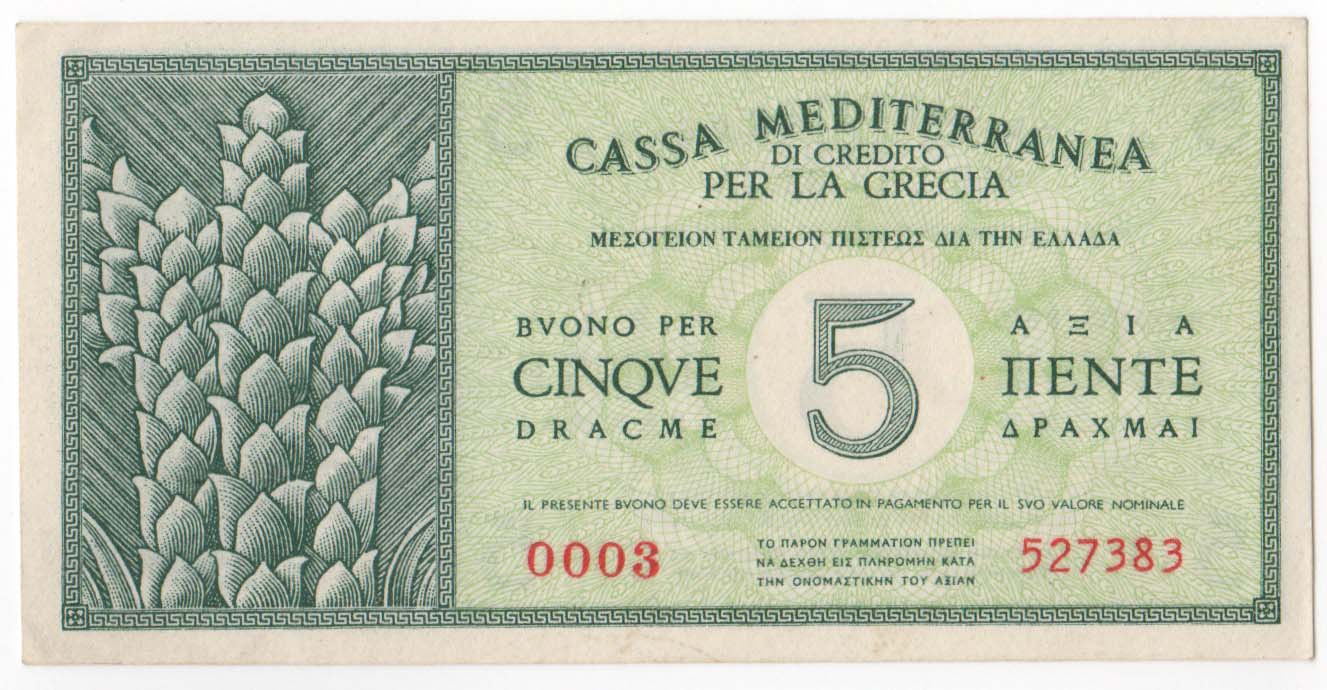 CASSA MEDITERRANEA
DI CREDITO
PER LA GRECIA
ΜΕΣΟΓΕΙΟΝ ΤΑΜΕΙΟΝ ΠΙΣΤΕΩΣ ΔΙΑ ΤΗΝ ΕΛΛΑΔΑ
BVONO PER
CINQVE
DRACME
5
ΑΞΙΑ
ΠΕΝΤΕ
ΔΡΑΧΜΑΙ
IL PRESENTE BVONO DEVE ESSERE ACCETTATO IN PAGAMENTO PER IL SVO VALORE NOMINALE
0003
ΤΟ ΠΑΡΟΝ ΓΡΑΜΜΑΤΙΟΝ ΠΡΕΠΕΙ
ΝΑ ΔΕΧΘΗ ΕΙΣ ΠΛΗΡΟΜΗΝ ΚΑΤΑ
ΤΗΝ ΟΝΟΜΑΣΤΙΚΗΝ ΤΟΥ ΑΞΙΑΝ
527383